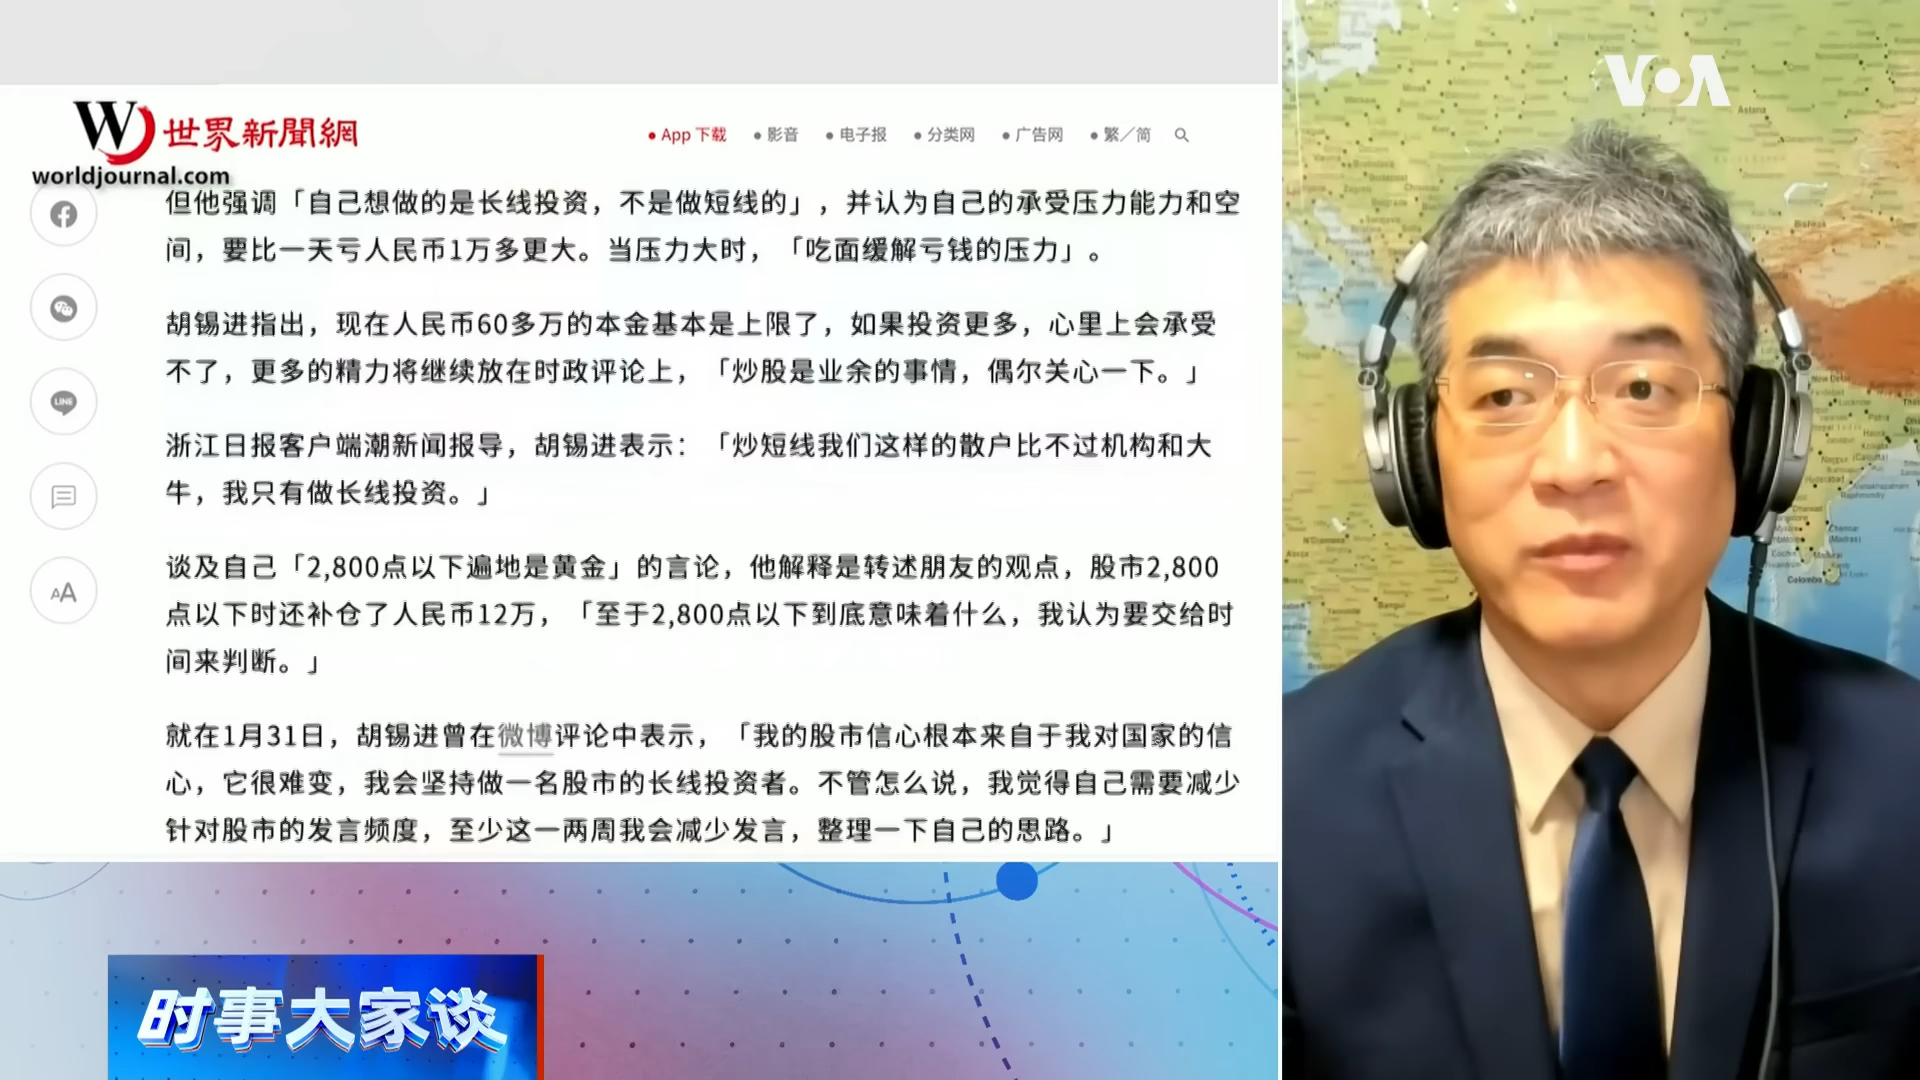 W 世界新聞網
worldjournal.com
App 下载 影音 电子报 分类网 广告网 繁／简
VOA
但他强调「自己想做的是长线投资，不是做短线的」，并认为自己的承受压力能力和空
间，要比一天亏人民币1万多更大。当压力大时，「吃面缓解亏钱的压力」。
胡锡进指出，现在人民币60多万的本金基本是上限了，如果投资更多，心里上会承受
不了，更多的精力将继续放在时政评论上，「炒股是业余的事情，偶尔关心一下。」
浙江日报客户端潮新闻报导，胡锡进表示：「炒短线我们这样的散户比不过机构和大
牛，我只有做长线投资。」
谈及自己「2,800点以下遍地是黄金」的言论，他解释是转述朋友的观点，股市2,800
点以下时还补仓了人民币12万，「至于2,800点以下到底意味着什么，我认为要交给时
间来判断。」
就在1月31日，胡锡进曾在微博评论中表示，「我的股市信心根本来自于我对国家的信
心，它很难变，我会坚持做一名股市的长线投资者。不管怎么说，我觉得自己需要减少
针对股市的发言频度，至少这一两周我会减少发言，整理一下自己的思路。」
LINE
AA
时事大家谈
Astana
Colombo